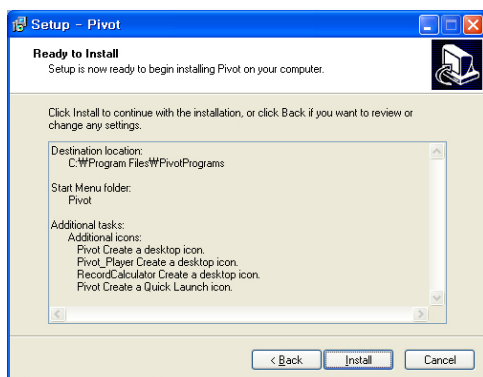 Setup - Pivot
Ready to Install
Setup is now ready to begin installing Pivot on your computer.
Click Install to continue with the installation, or click Back if you want to review or
change any settings.
Destination location:
C:₩Program Files₩PivotPrograms
Start Menu folder:
Pivot
Additional tasks:
Additional icons:
Pivot Create a desktop icon.
Pivot_Player Create a desktop icon.
RecordCalculator Create a desktop icon.
Pivot Create a Quick Launch icon.
< Back
Install
Cancel